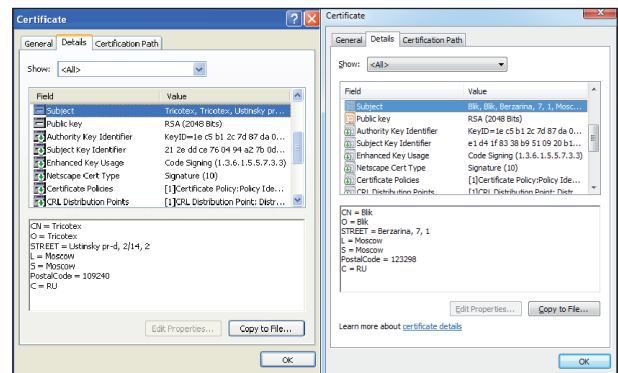 Certificate
General Details Certification Path
Show: <All>
Field Value
Subject Tricotex, Tricotex, Ustinsky pr...
Public key RSA (2048 Bits)
Authority Key Identifier KeyID=1e c5 b1 2c 7d 87 da 0...
Subject Key Identifier 21 2e dd ce 76 04 94 a2 7b 0d...
Enhanced Key Usage Code Signing (1.3.6.1.5.5.7.3.3)
Netscape Cert Type Signature (10)
Certificate Policies [1]Certificate Policy:Policy Ide...
CRL Distribution Points [1]CRL Distribution Point: Distr...
CN = Tricotex
O = Tricotex
STREET = Ustinsky pr-d, 2/14, 2
L = Moscow
S = Moscow
PostalCode = 109240
C = RU
Edit Properties... Copy to File...
OK
Certificate
General Details Certification Path
Show: <All>
Field Value
Subject Blik, Blik, Berzarina, 7, 1, Mosc...
Public key RSA (2048 Bits)
Authority Key Identifier KeyID=1e c5 b1 2c 7d 87 da 0...
Subject Key Identifier e1 d4 1f 83 38 b9 51 09 20 b1...
Enhanced Key Usage Code Signing (1.3.6.1.5.5.7.3.3)
Netscape Cert Type Signature (10)
Certificate Policies [1]Certificate Policy:Policy Ide...
CRL Distribution Points [1]CRL Distribution Point: Distr
CN = Blik
O = Blik
STREET = Berzarina, 7, 1
L = Moscow
S = Moscow
PostalCode = 123298
C = RU
Edit Properties... Copy to File...
Learn more about certificate details
OK